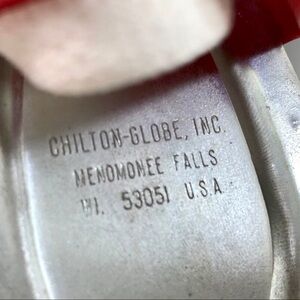 CHILTON-GLOBE, INC.
MENOMONEE FALLS
WI. 53051 U.S.A